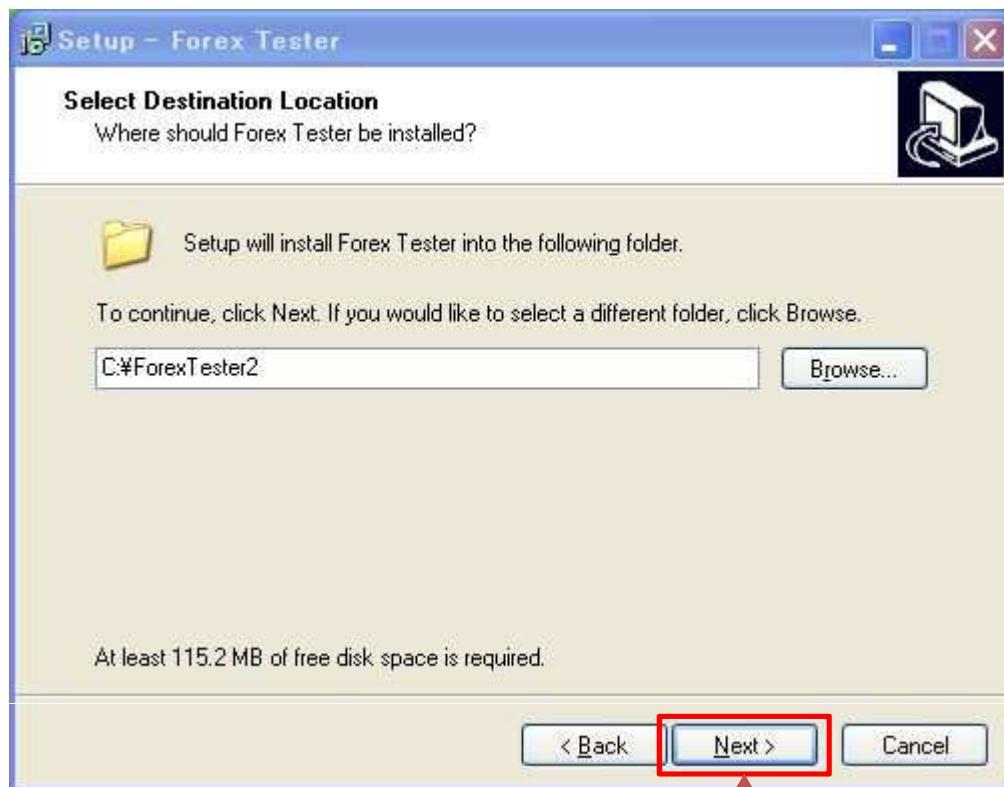 Setup - Forex Tester
Select Destination Location
Where should Forex Tester be installed?
Setup will install Forex Tester into the following folder.
To continue, click Next. If you would like to select a different folder, click Browse.
C:¥ForexTester2
Browse...
At least 115.2 MB of free disk space is required.
< Back
Next >
Cancel